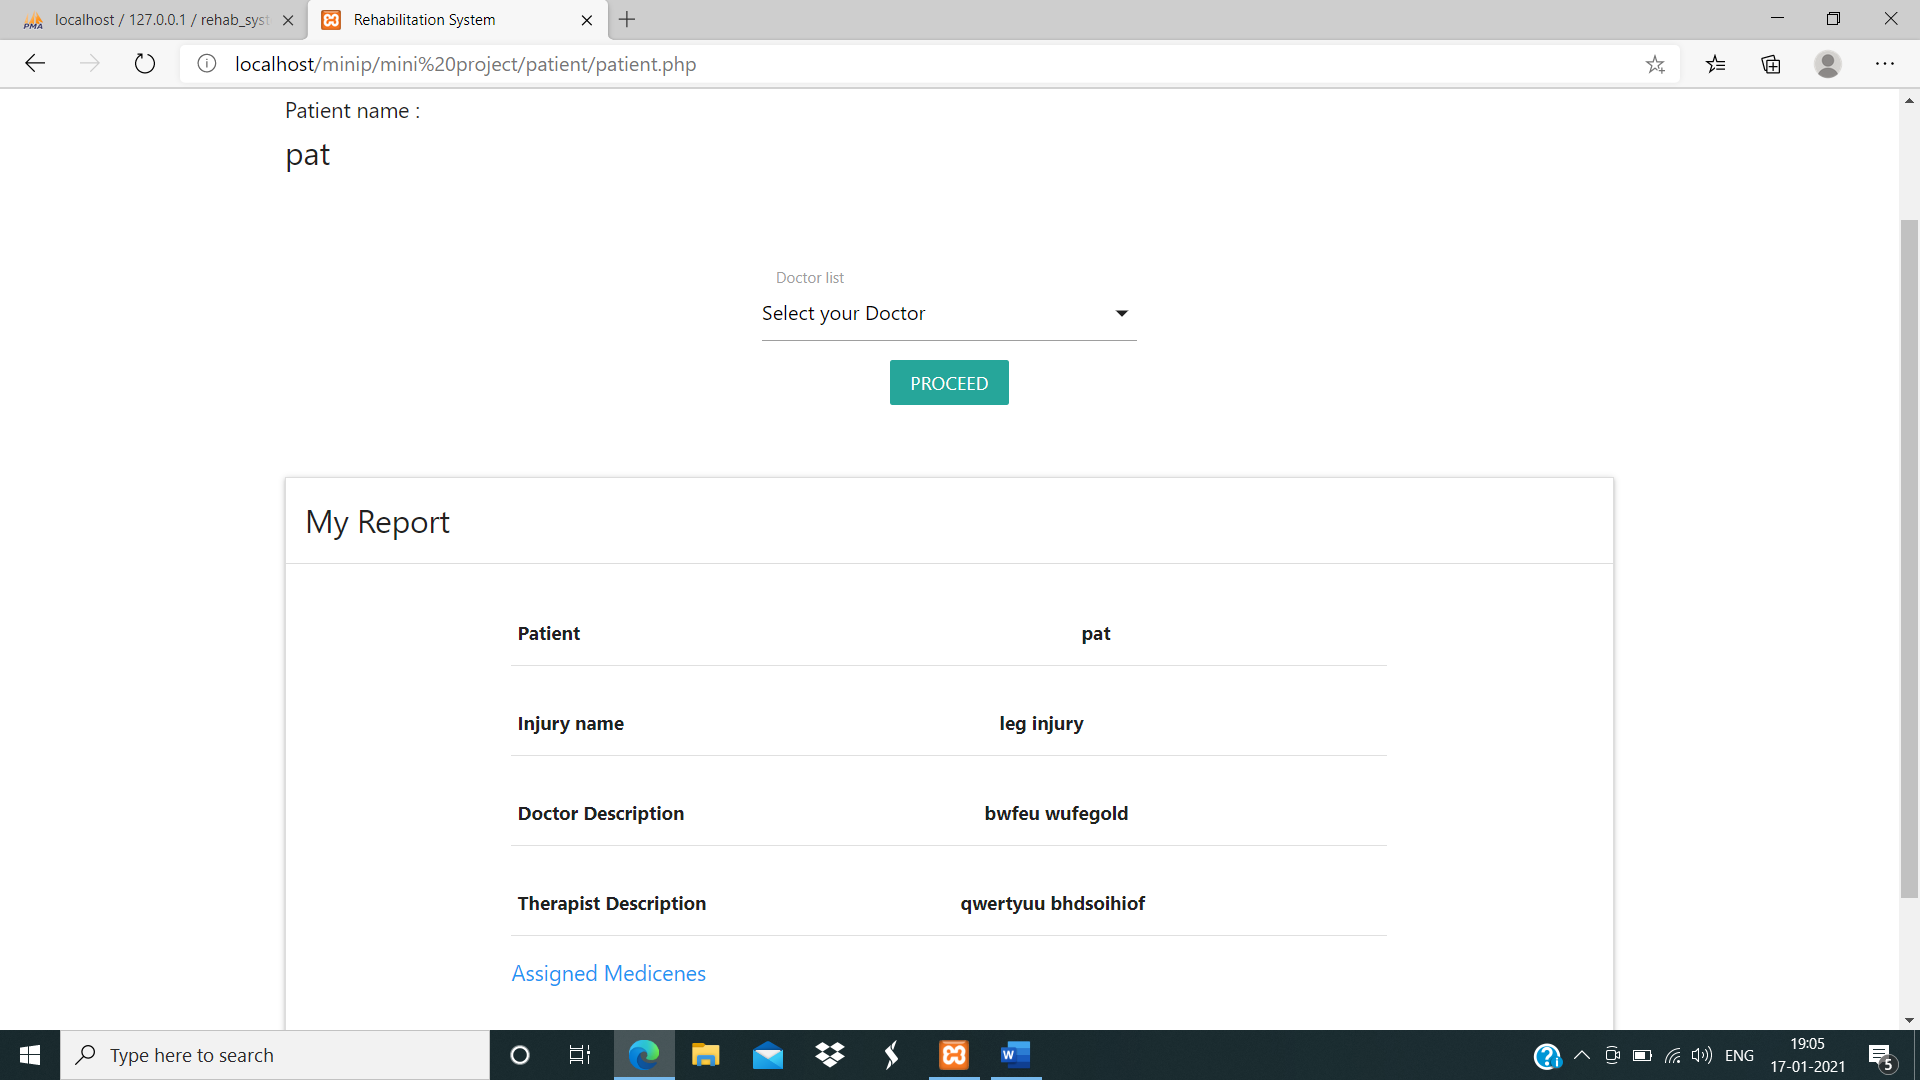 localhost / 127.0.0.1 / rehab_syst
Rehabilitation System
localhost/minip/mini%20project/patient/patient.php
Patient name :
pat
Doctor list
Select your Doctor
PROCEED
My Report
Patient pat
Injury name leg injury
Doctor Description bwfeu wufegold
Therapist Description qwertyuu bhdsoihiof
Assigned Medicenes
Type here to search
ENG
19:05
17-01-2021
5
PMA
W